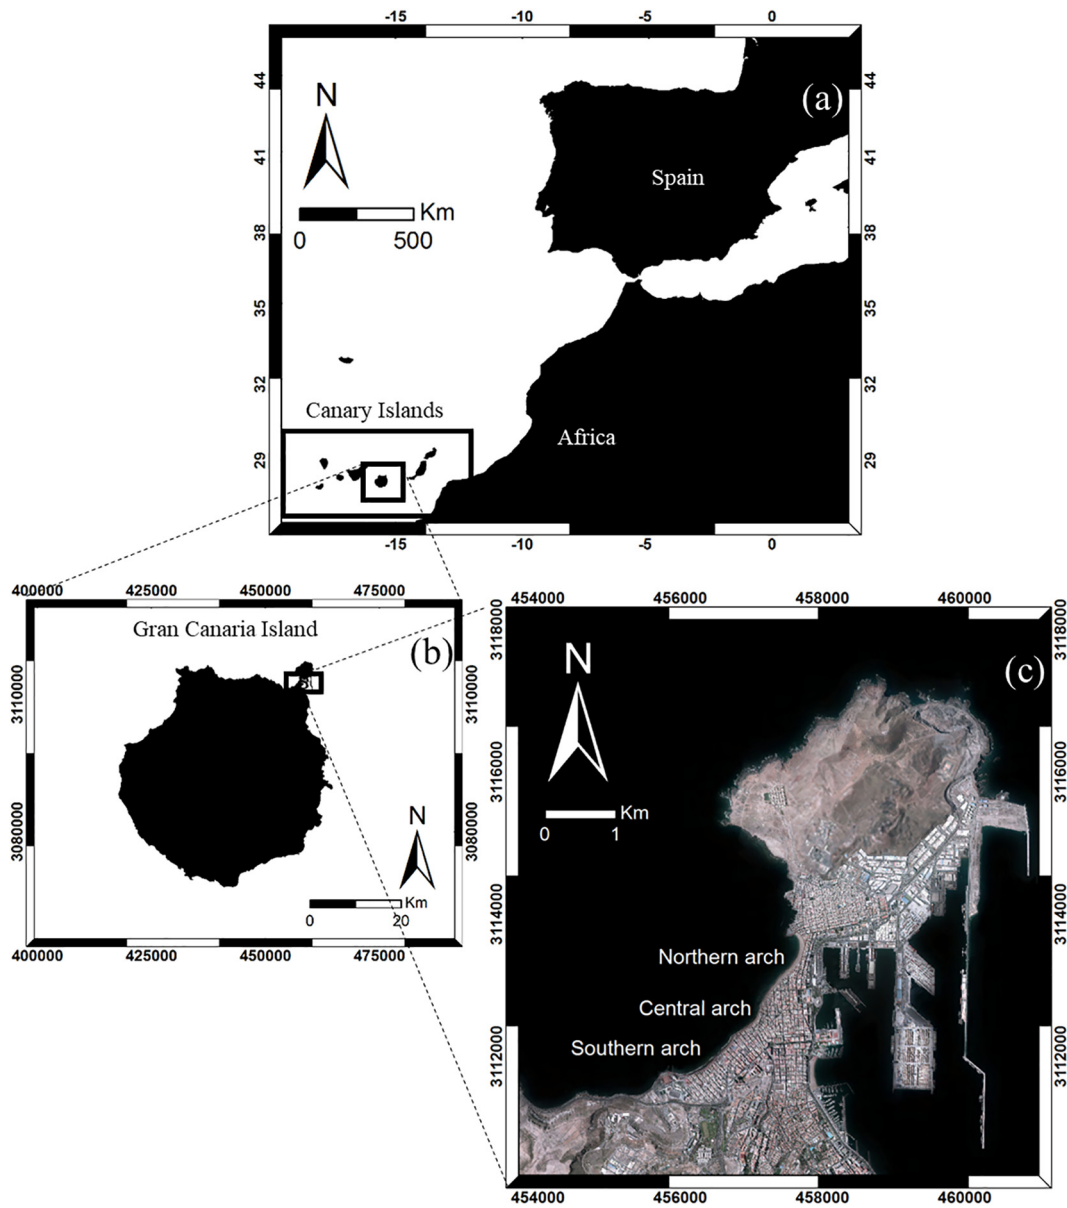 -15 -10 -5 0
44 44
N
(a)
41 41
Spain
Km
0 500
38 38
35 35
32 32
Canary Islands
Africa
29 29
-15 -10 -5 0
400000 425000 450000 475000
Gran Canaria Island
(b)
3110000 3110000
N
3080000 3080000
Km
0 20
400000 425000 450000 475000
454000 456000 458000 460000
3118000 3118000
N
(c)
3116000 3116000
Km
0 1
3114000 3114000
Northern arch
Central arch
Southern arch
3112000 3112000
454000 456000 458000 460000